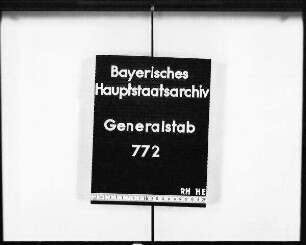 Bayerisches
Hauptstaatsarchiv
Generalstab
772
RH HE